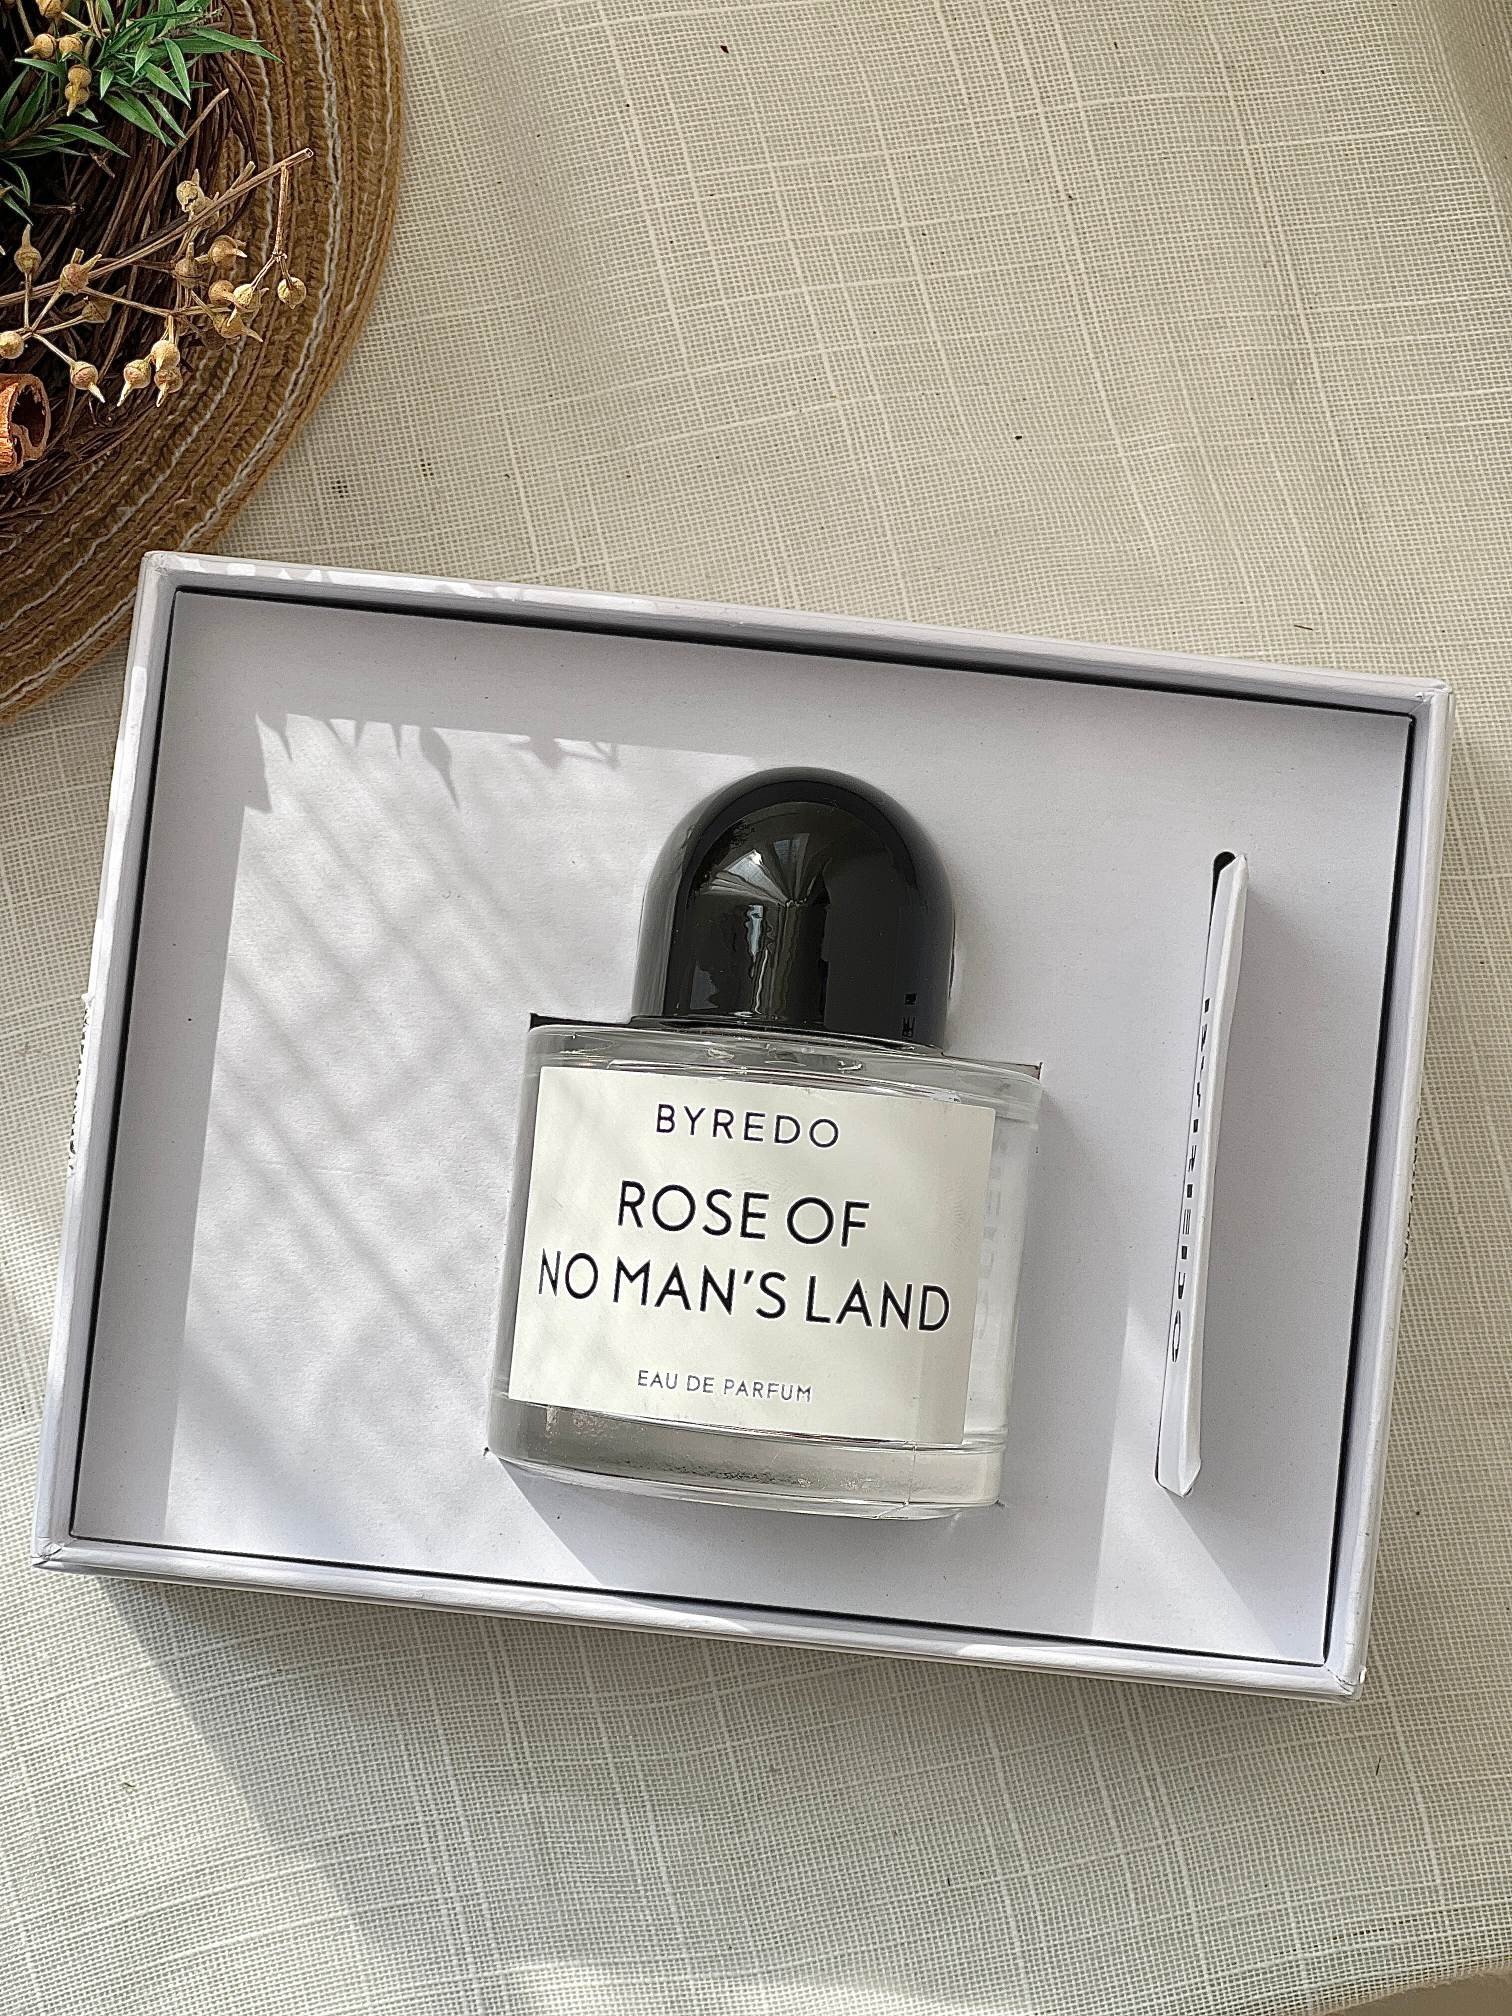 BYREDO
ROSE OF
NO MAN'S LAND
EAU DE PARFUM